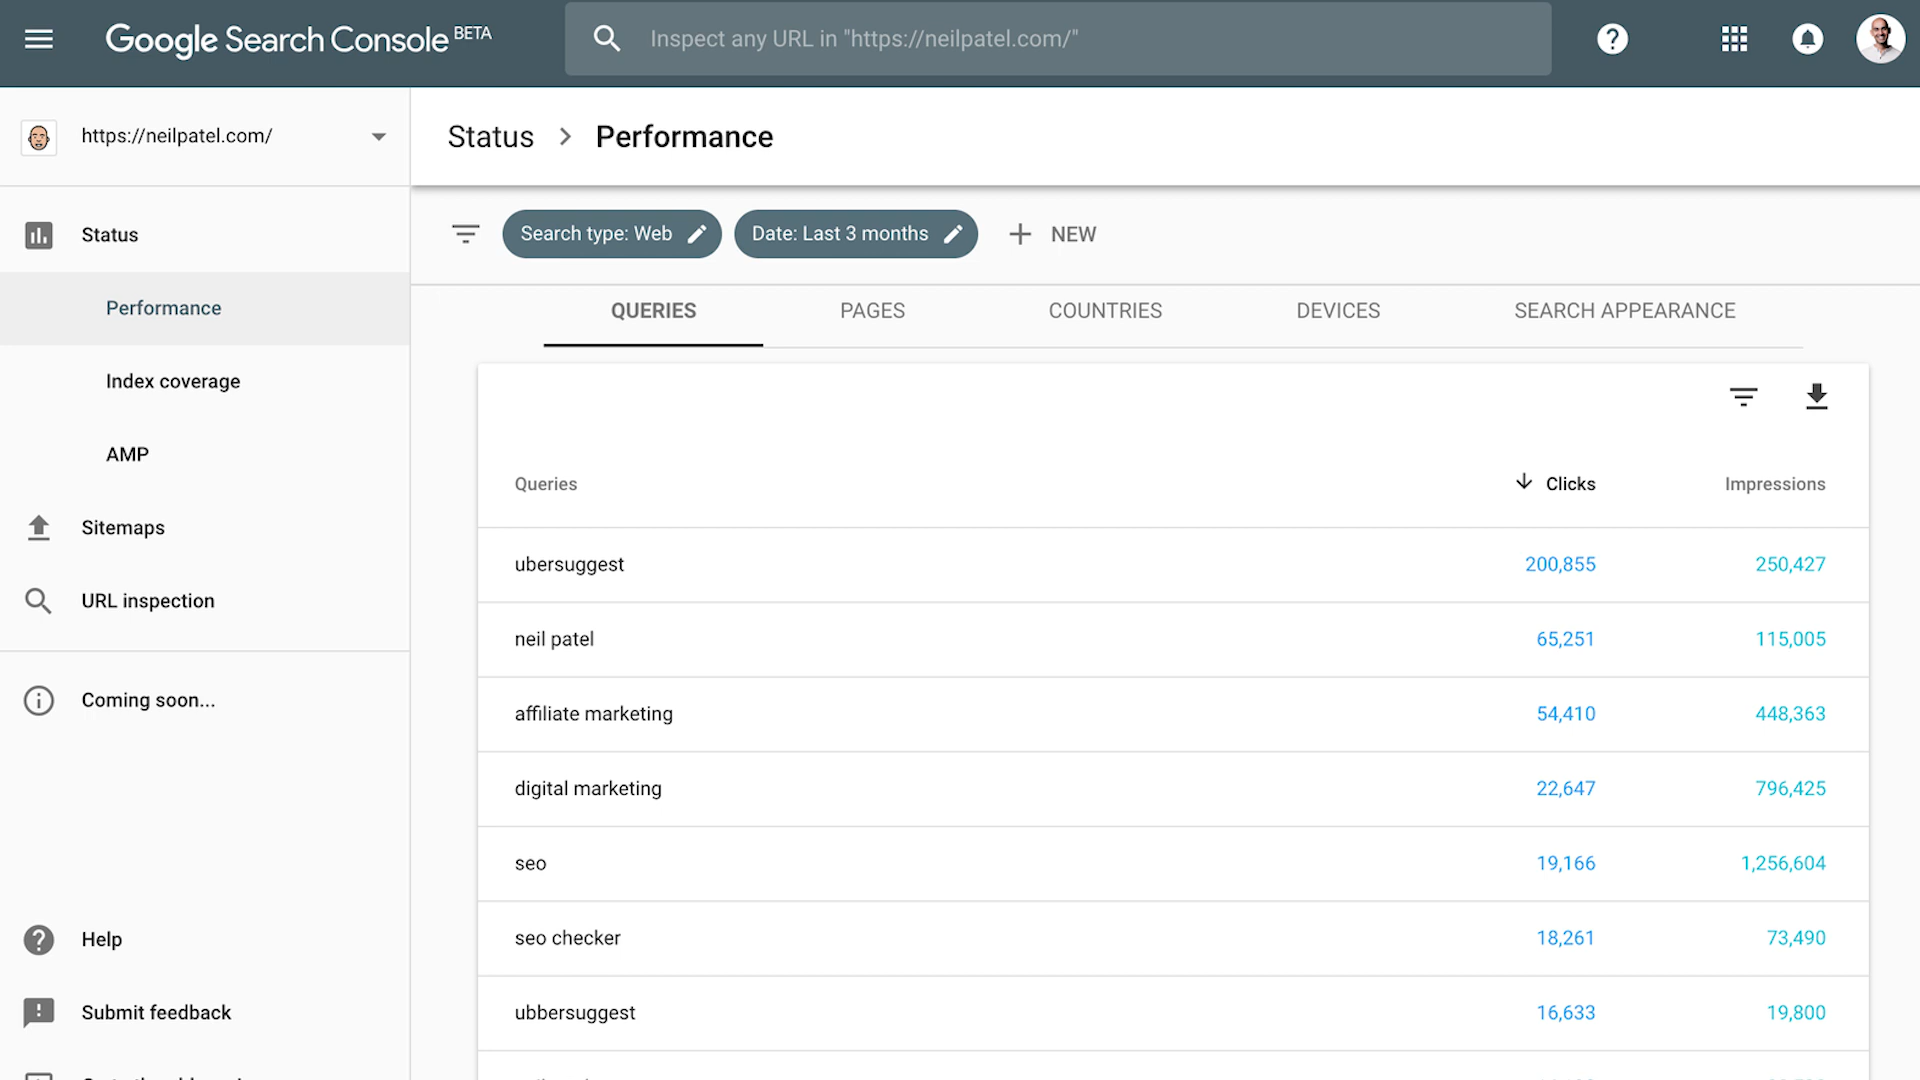 Google Search Console BETA
Inspect any URL in "https://neilpatel.com/"
https://neilpatel.com/
Status > Performance
Status
Performance
Index coverage
AMP
Sitemaps
URL inspection
Coming soon...
Help
Submit feedback
Search type: Web
Date: Last 3 months
NEW
QUERIES PAGES COUNTRIES DEVICES SEARCH APPEARANCE
Queries Clicks Impressions
ubersuggest 200,855 250,427
neil patel 65,251 115,005
affiliate marketing 54,410 448,363
digital marketing 22,647 796,425
seo 19,166 1,256,604
seo checker 18,261 73,490
ubbersuggest 16,633 19,800